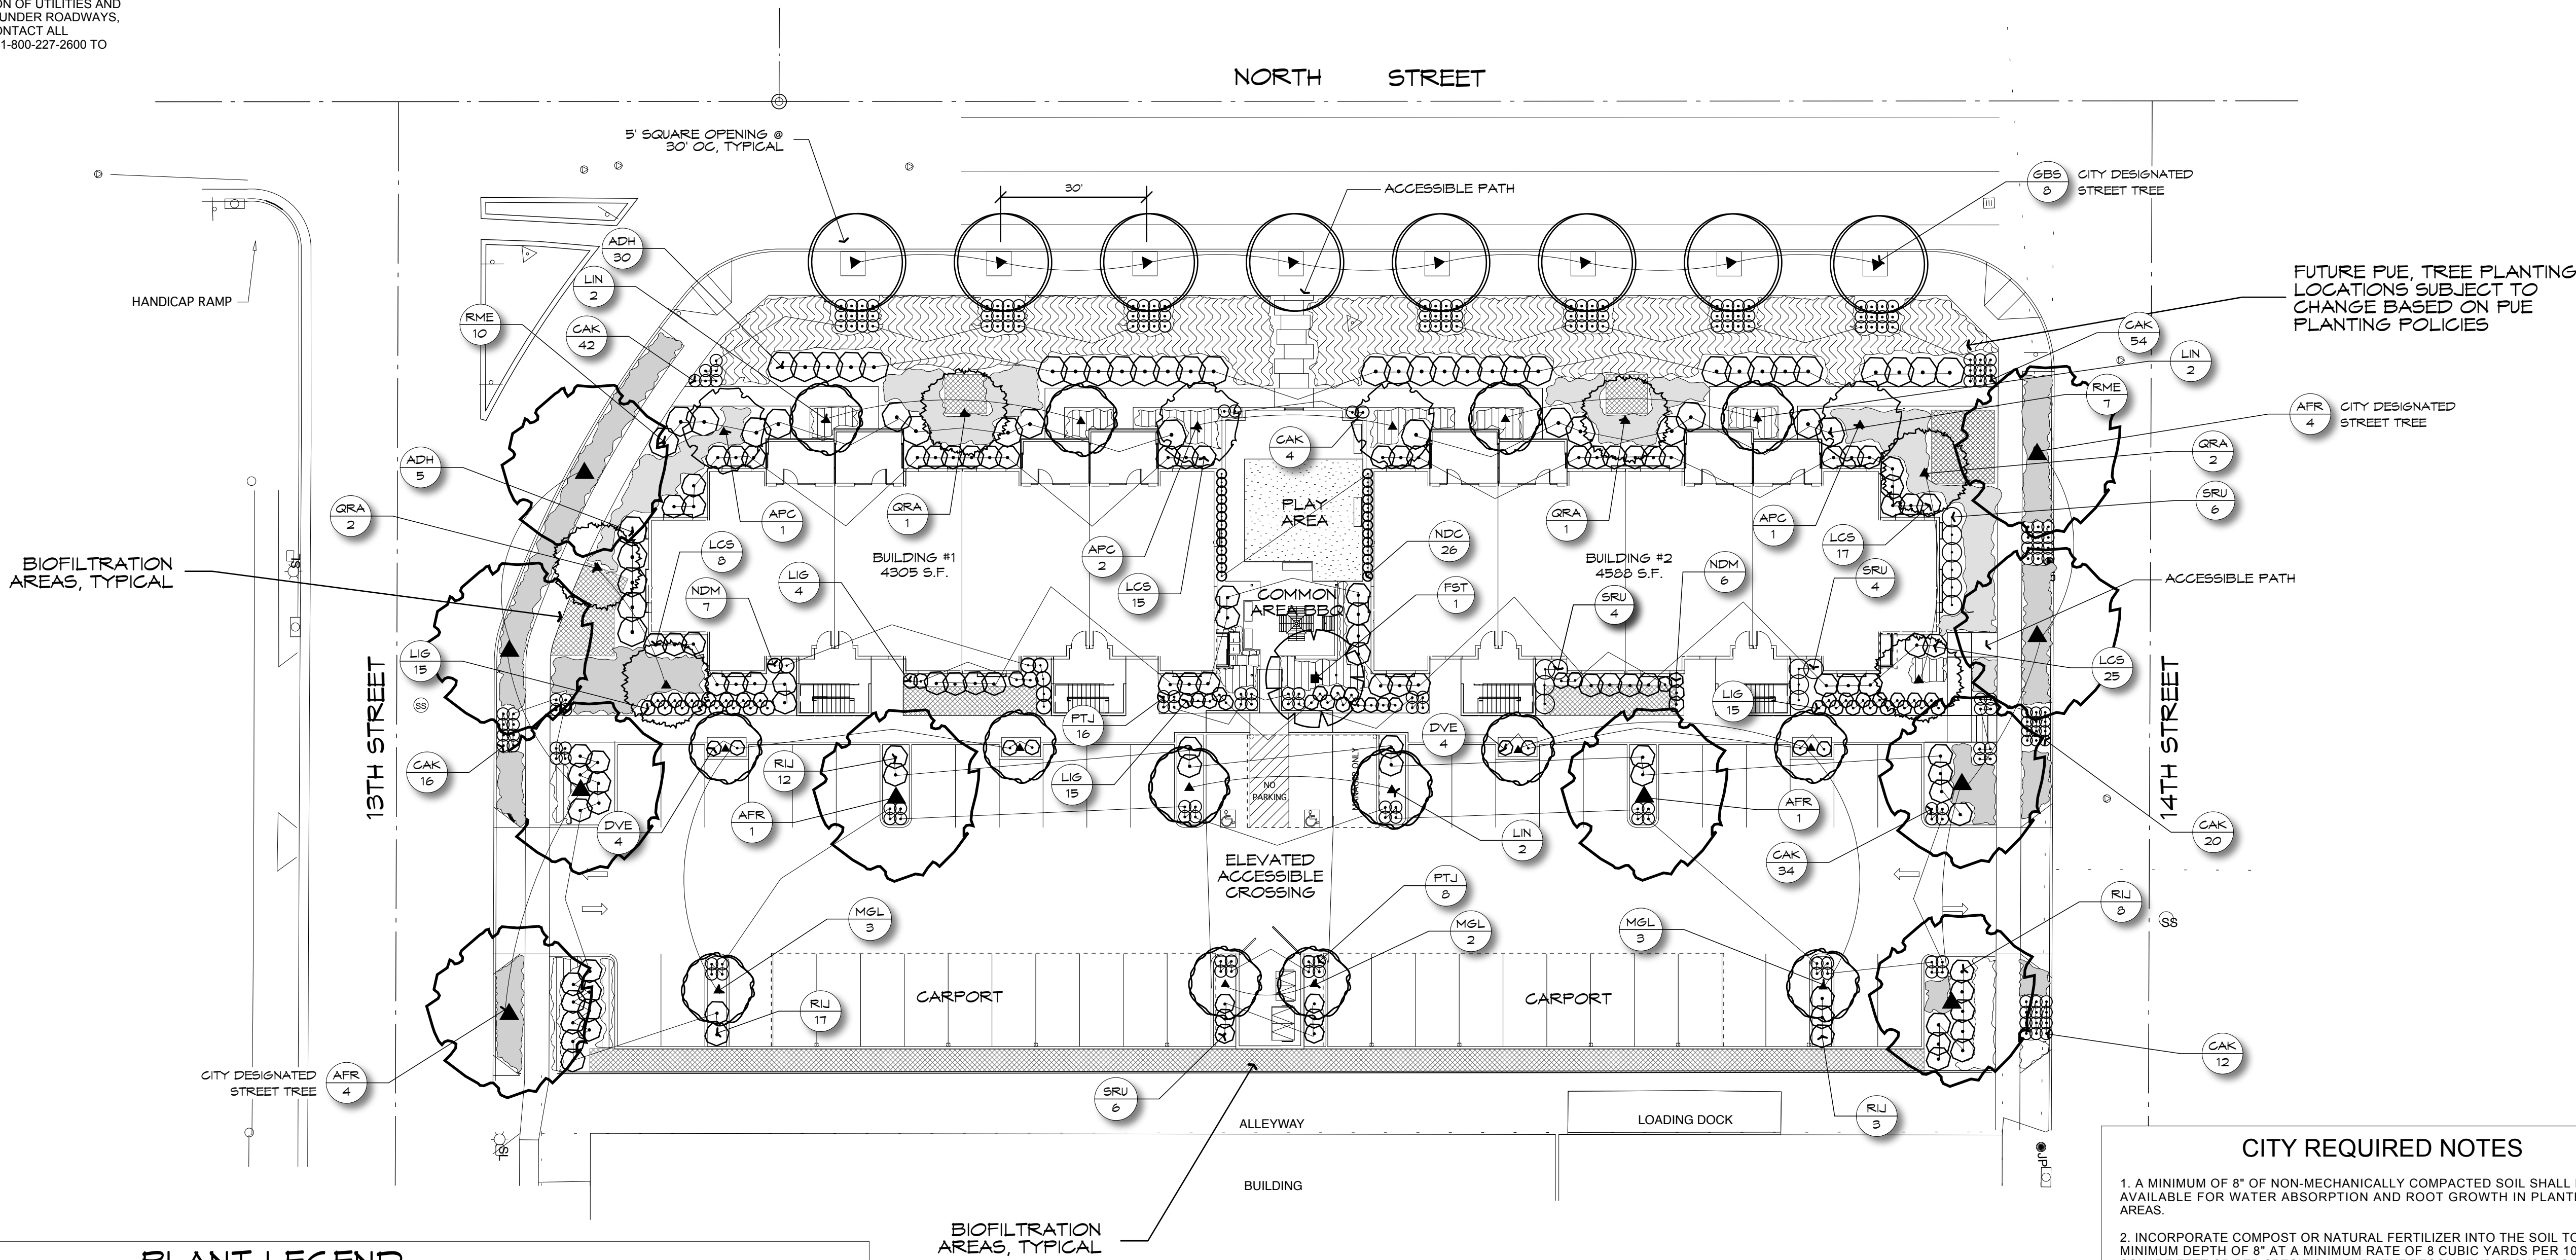 ON OF UTILITIES AND
UNDER ROADWAYS,
ONTACT ALL
1-800-227-2600 TO
NORTH STREET
5' SQUARE OPENING @
30' OC, TYPICAL
30'
ACCESSIBLE PATH
GBS
8
CITY DESIGNATED
STREET TREE
ADH
30
LIN
2
HANDICAP RAMP
RME
10
CAK
42
FUTURE PUE, TREE PLANTING
LOCATIONS SUBJECT TO
CHANGE BASED ON PUE
PLANTING POLICIES
CAK
54
LIN
2
RME
7
AFR
4
CITY DESIGNATED
STREET TREE
CAK
4
QRA
2
ADH
5
SRU
6
QRA
2
APC
1
QRA
1
PLAY
AREA
QRA
1
APC
1
LCS
8
BUILDING #1
4305 S.F.
APC
2
NDC
26
BUILDING #2
4588 S.F.
LCS
17
BIOFILTRATION
AREAS, TYPICAL
LIG
4
NDM
7
LCS
15
COMMON
AREA BBQ
FST
1
SRU
4
NDM
6
SRU
4
ACCESSIBLE PATH
SL
LIG
15
LCS
25
SS
13TH STREET
14TH STREET
PTJ
16
LIG
15
DVE
4
LIG
15
CAK
16
RIJ
12
NO
PARKING
DVE
4
AFR
1
LIN
2
AFR
1
CAK
20
CAK
34
ELEVATED
ACCESSIBLE
CROSSING
PTJ
8
RIJ
8
MGL
3
MGL
2
MGL
3
SS
CARPORT
CARPORT
RIJ
17
CAK
12
CITY DESIGNATED
STREET TREE
AFR
4
SRU
6
RIJ
3
ALLEYWAY
LOADING DOCK
SL
JP
BUILDING
BIOFILTRATION
AREAS, TYPICAL
CITY REQUIRED NOTES
1. A MINIMUM OF 8" OF NON-MECHANICALLY COMPACTED SOIL SHALL
AVAILABLE FOR WATER ABSORPTION AND ROOT GROWTH IN PLANT
AREAS.
2. INCORPORATE COMPOST OR NATURAL FERTILIZER INTO THE SOIL TO
MINIMUM DEPTH OF 8" AT A MINIMUM RATE OF 8 CUBIC YARDS PER 10
PLANT LEGEND